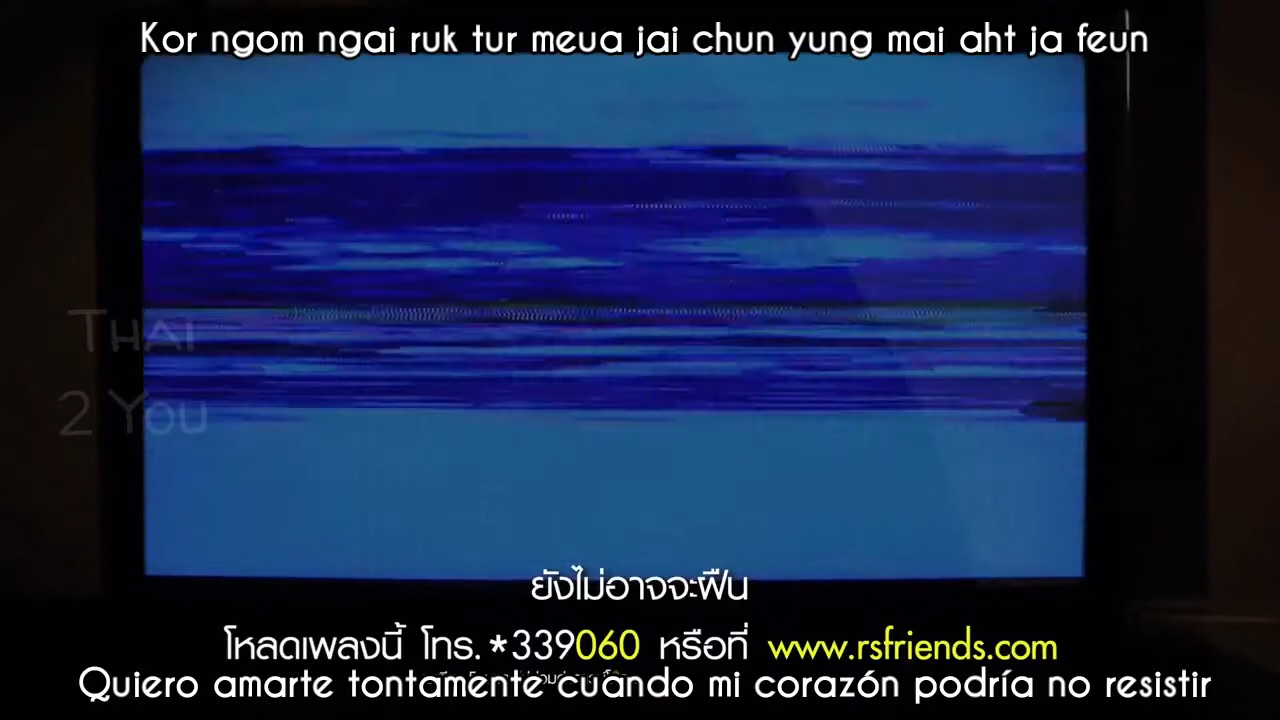 Kor ngom ngai ruk tur meua jai chun yung mai aht ja feun
THAI
2 YOU
ยังไม่อาจจะฝืน
โหลดเพลงนี้ โทร.*339060 หรือที่ www.rsfriends.com
Quiero amarte tontamente cuando mi corazón podría no resistir